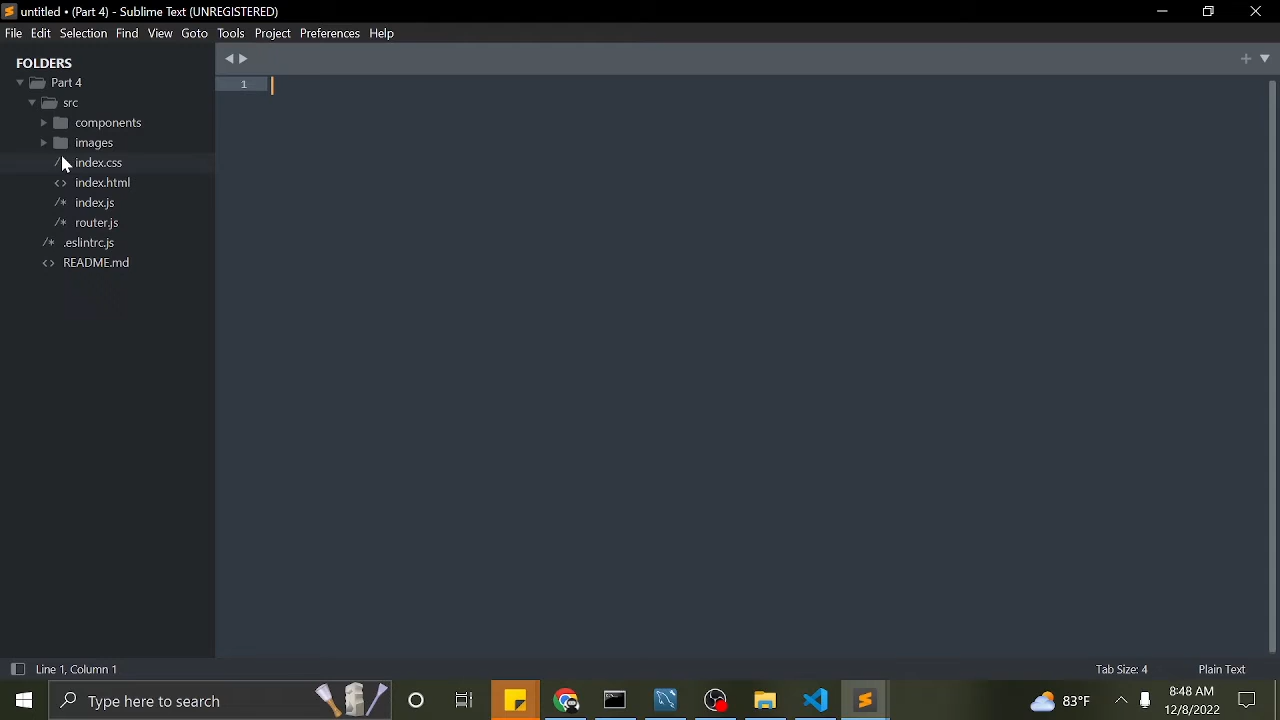 untitled • (Part 4) - Sublime Text (UNREGISTERED)
File Edit Selection Find View Goto Tools Project Preferences Help
FOLDERS
Part 4
src
components
images
index.css
index.html
index.js
router.js
.eslintrc.js
README.md
1
Line 1, Column 1
Tab Size: 4
Plain Text
Type here to search
83°F
8:48 AM
12/8/2022